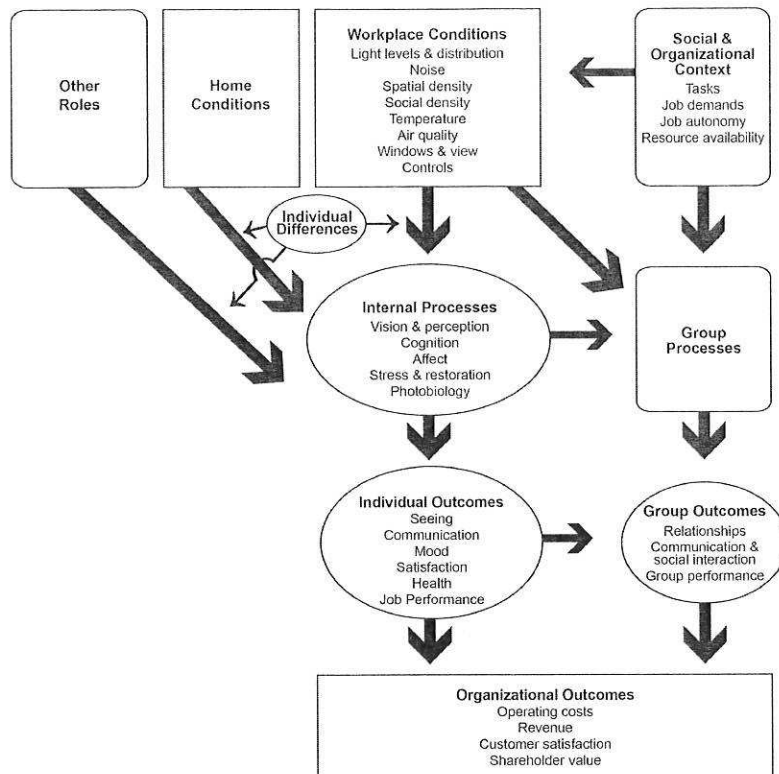 Other
Roles
Home
Conditions
Workplace Conditions
Light levels & distribution
Noise
Spatial density
Social density
Temperature
Air quality
Windows & view
Controls
Social &
Organizational
Context
Tasks
Job demands
Job autonomy
Resource availability
Individual
Differences
Internal Processes
Vision & perception
Cognition
Affect
Stress & restoration
Photobiology
Group
Processes
Individual Outcomes
Seeing
Communication
Mood
Satisfaction
Health
Job Performance
Group Outcomes
Relationships
Communication &
social interaction
Group performance
Organizational Outcomes
Operating costs
Revenue
Customer satisfaction
Shareholder value